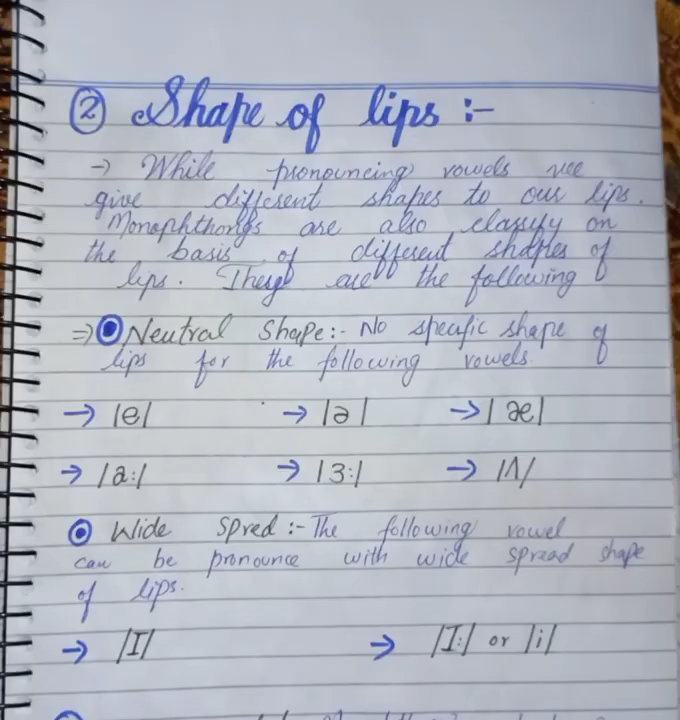 ② Shape of lips :-
→ While pronouncing vowels we
give different shapes to our lips.
Monophthongs are also classify on
the basis of different shapes of
lips. These are the following
⇒ Neutral Shape:- No specific shape of
lips for the following vowels.
→ /e/ → /ə/ → /æ/
→ /a:/ → /3:/ → /Λ/
Wide Spred :- The following vowel
can be pronounce with wide spread shape
of lips.
→ /I/ → /I:/ or /i/